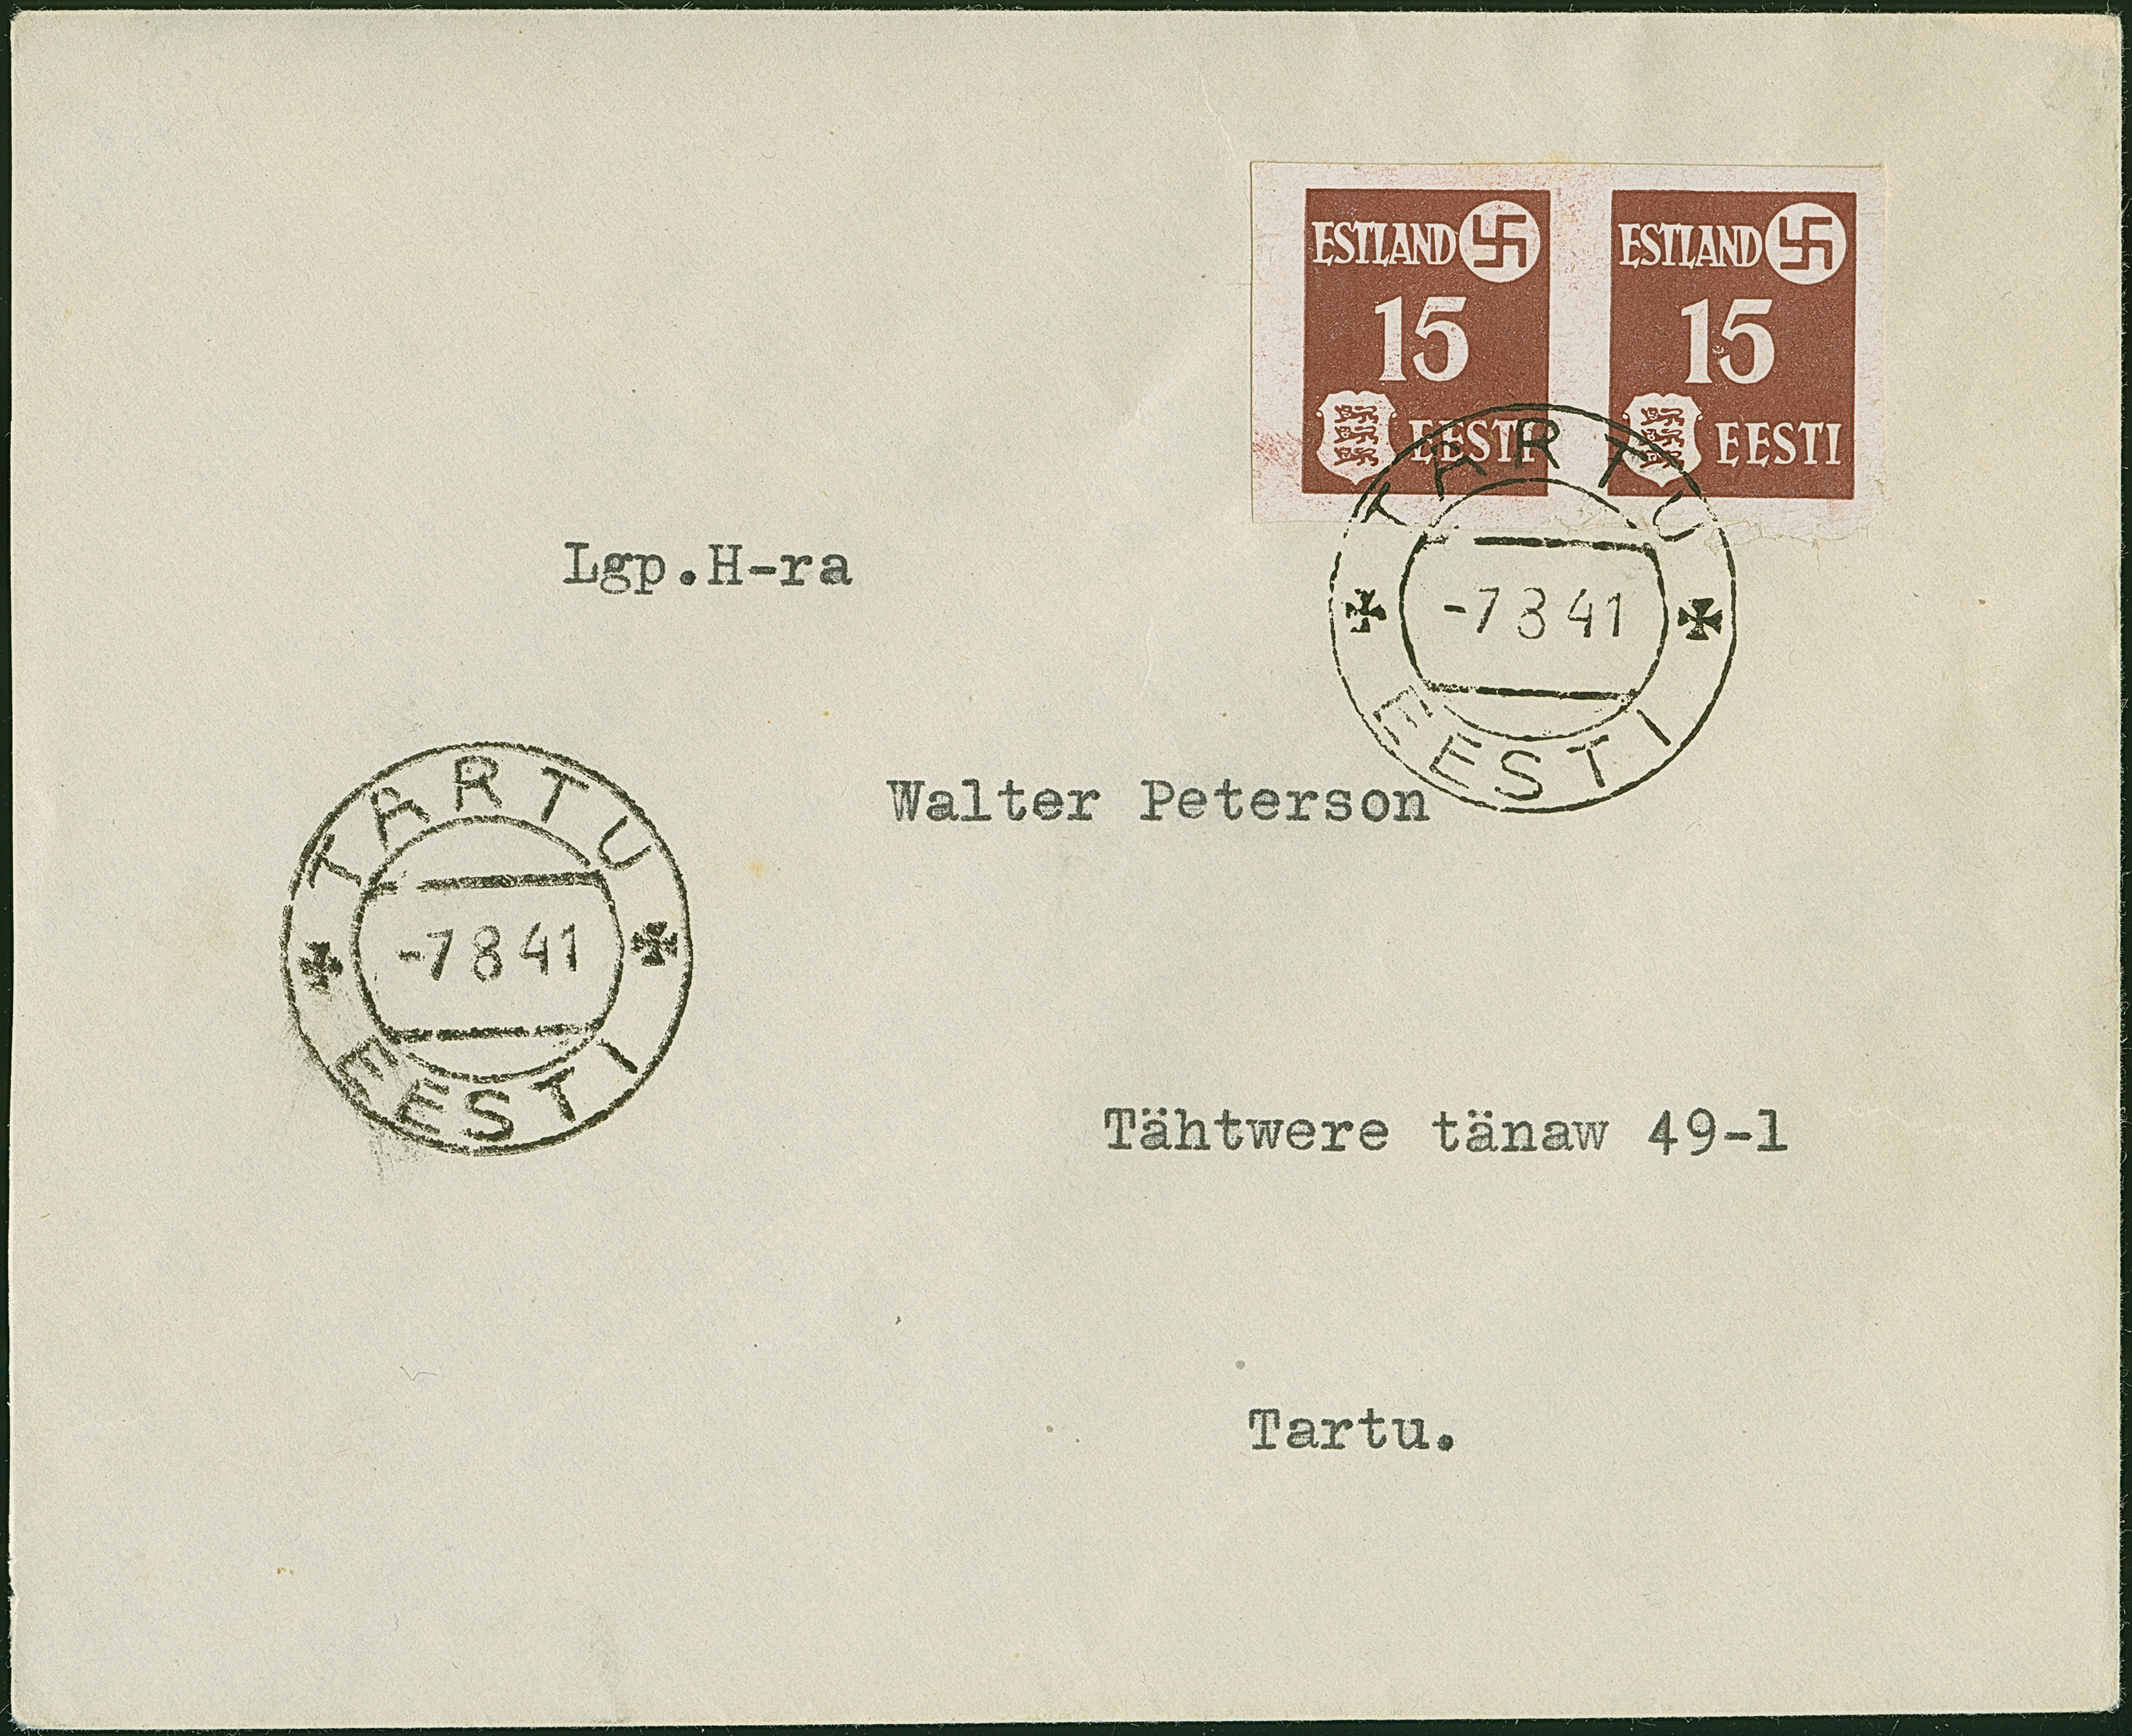 ESTLAND ESTLAND
15 15
EESTI EESTI
TARTU
-7 8 41
EESTI
Lgp.H-ra
Walter Peterson
TARTU
-7 8 41
EESTI
Tähtwere tänaw 49-1
Tartu.